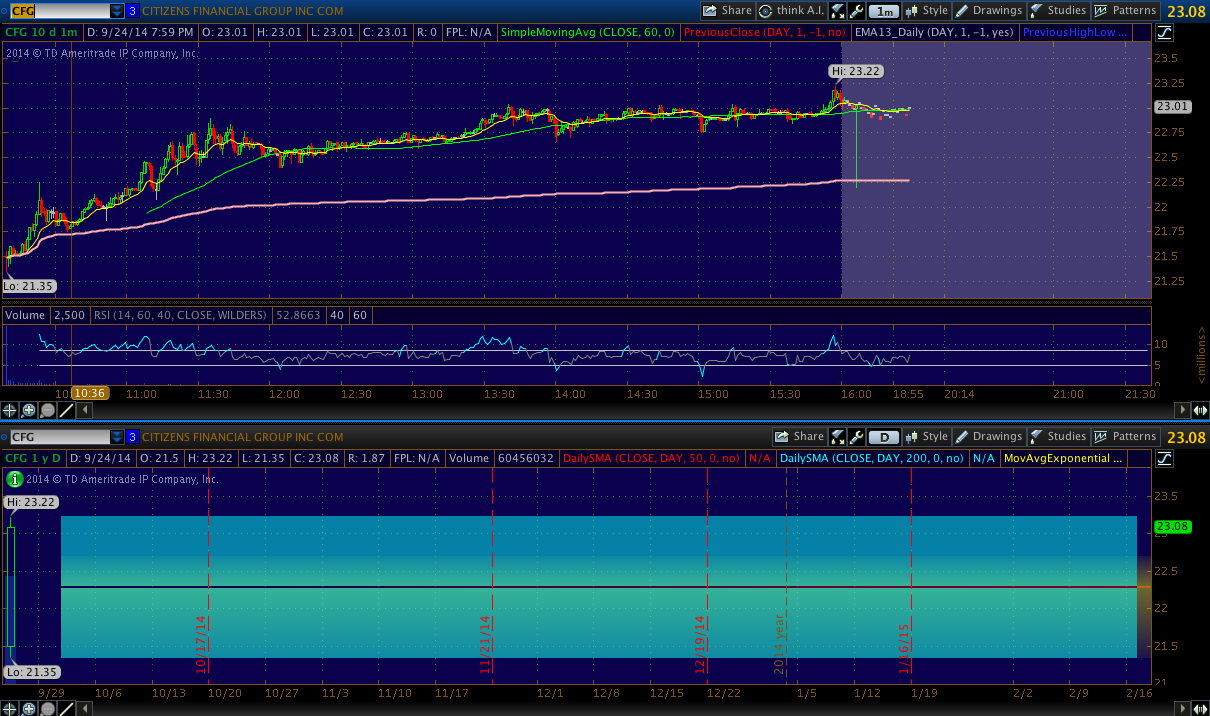 CFG 3 CITIZENS FINANCIAL GROUP INC COM Share think A.I. 1m Style Drawings Studies Patterns 23.08
CFG 10 d 1m D: 9/24/14 7:59 PM O: 23.01 H: 23.01 L: 23.01 C: 23.01 R: 0 FPL: N/A SimpleMovingAvg (CLOSE, 60, 0) PreviousClose (DAY, 1, -1, no) EMA13_Daily (DAY, 1, -1, yes) PreviousHighLow ...
2014 © TD Ameritrade IP Company, Inc.
23.5
Hi: 23.22
23.25
23.01
22.75
22.5
22.25
22
21.75
21.5
Lo: 21.35
21.25
Volume 2,500 RSI (14, 60, 40, CLOSE, WILDERS) 52.8663 40 60
10
5
0
<millions>
10: 10:36 11:00 11:30 12:00 12:30 13:00 13:30 14:00 14:30 15:00 15:30 16:00 18:55 20:14 21:00 21:30
CFG 3 CITIZENS FINANCIAL GROUP INC COM Share D Style Drawings Studies Patterns 23.08
CFG 1 y D D: 9/24/14 O: 21.5 H: 23.22 L: 21.35 C: 23.08 R: 1.87 FPL: N/A Volume 60456032 DailySMA (CLOSE, DAY, 50, 0, no) N/A DailySMA (CLOSE, DAY, 200, 0, no) N/A MovAvgExponential ...
i 2014 © TD Ameritrade IP Company, Inc.
Hi: 23.22
23.5
23.08
22.5
22
21.5
21
Lo: 21.35
10/17/14
11/21/14
12/19/14
2014 year
1/16/15
9/29 10/6 10/13 10/20 10/27 11/3 11/10 11/17 12/1 12/8 12/15 12/22 1/5 1/12 1/19 2/2 2/9 2/16